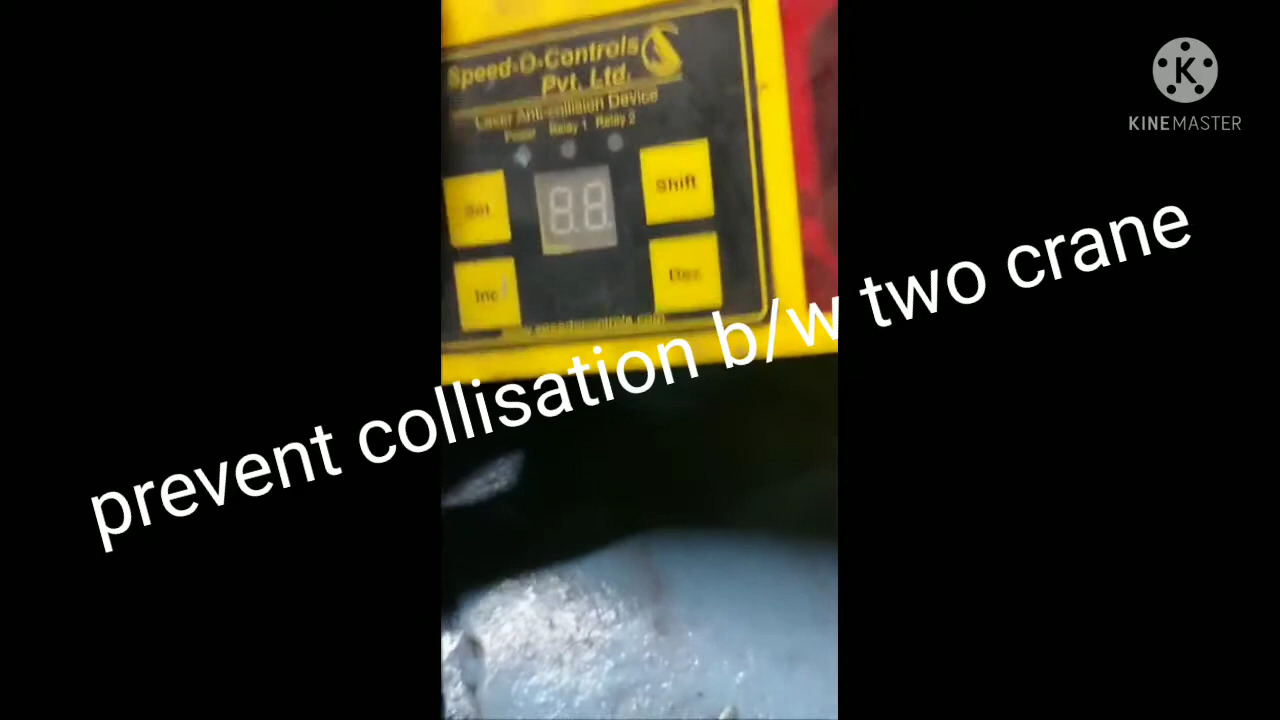 Speed-O-Controls
Pvt. Ltd.
Laser Anti-collision Device
Power Relay 1 Relay 2
Set
Shift
8.8.
Inc
Dec
prevent collisation b/w two crane
KINEMASTER